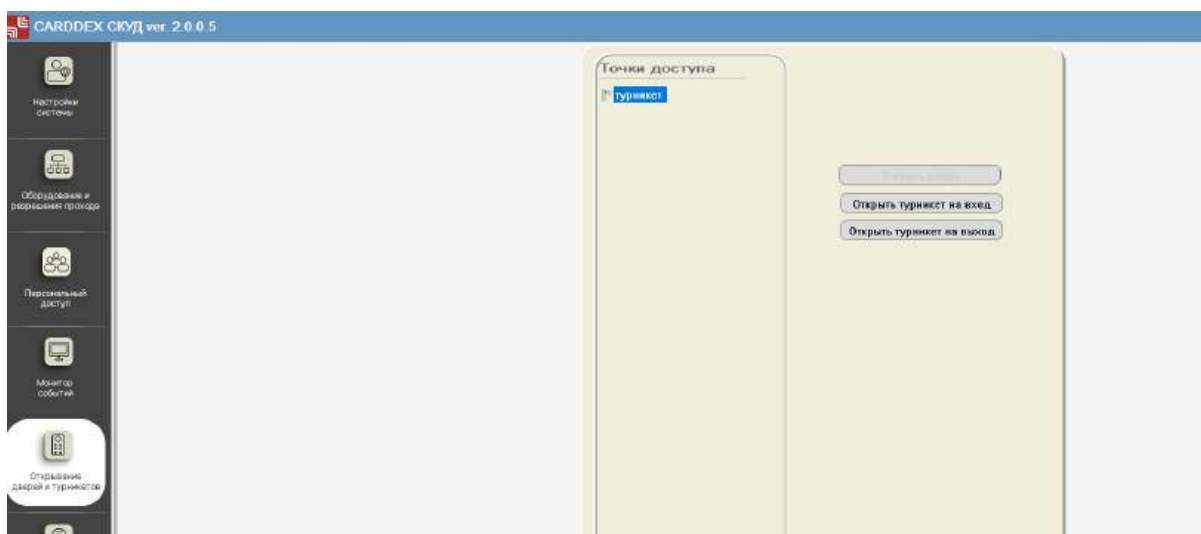 CARDDEX СКУД ver. 2.0.0.5
Настройки
системы
Оборудование и
разрешения прохода
Персональный
доступ
Монитор
событий
Открывание
дверей и турникетов
Точки доступа
турникет
Открыть турникет на вход
Открыть турникет на выход